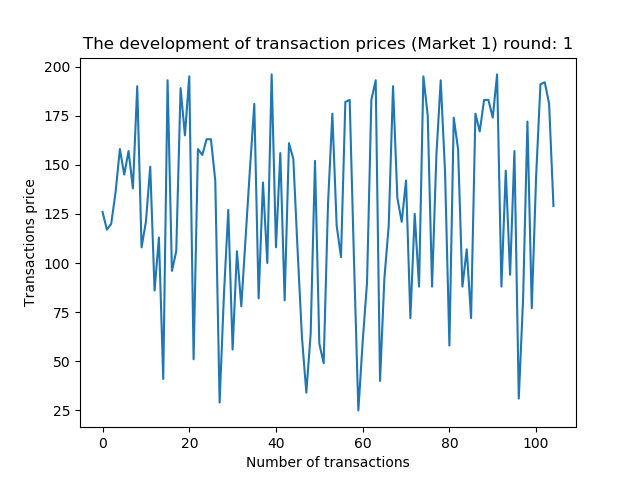 The development of transaction prices (Market 1) round: 1
200
175
150
125
100
75
50
25
Transactions price
0 20 40 60 80 100
Number of transactions